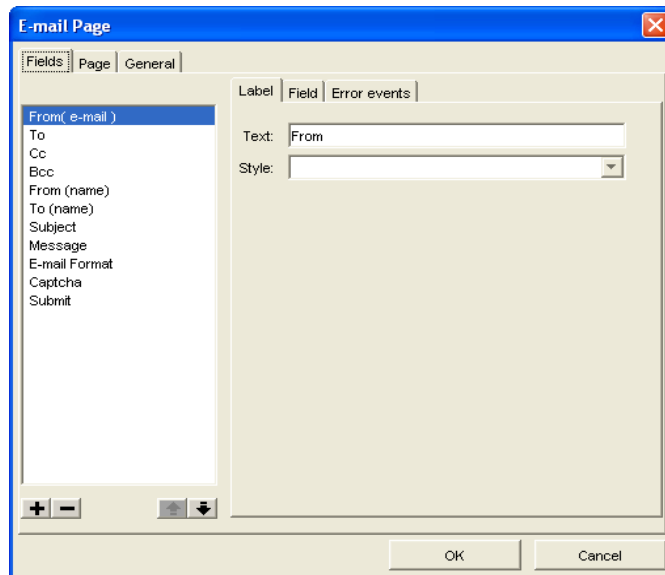 E-mail Page
Fields Page General
Label Field Error events
From( e-mail )
To
Cc
Bcc
From (name)
To (name)
Subject
Message
E-mail Format
Captcha
Submit
Text: From
Style:
OK Cancel